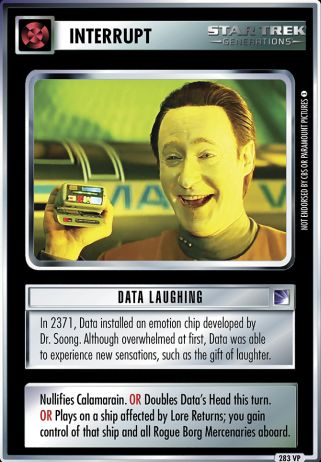 INTERRUPT
STAR TREK
GENERATIONS
NOT ENDORSED BY CBS OR PARAMOUNT PICTURES
DATA LAUGHING
In 2371, Data installed an emotion chip developed by
Dr. Soong. Although overwhelmed at first, Data was able
to experience new sensations, such as the gift of laughter.
Nullifies Calamarain. OR Doubles Data's Head this turn.
OR Plays on a ship affected by Lore Returns; you gain
control of that ship and all Rogue Borg Mercenaries aboard.
283 VP